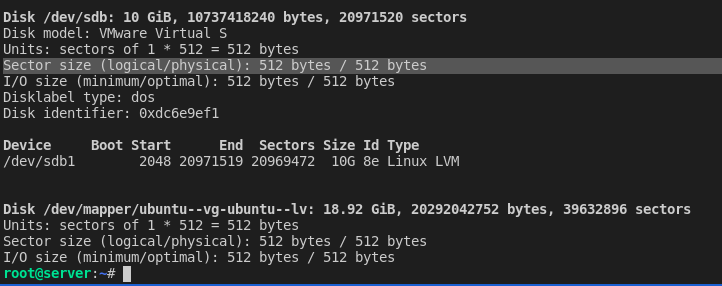 Disk /dev/sdb: 10 GiB, 10737418240 bytes, 20971520 sectors
Disk model: VMware Virtual S
Units: sectors of 1 * 512 = 512 bytes
Sector size (logical/physical): 512 bytes / 512 bytes
I/O size (minimum/optimal): 512 bytes / 512 bytes
Disklabel type: dos
Disk identifier: 0xdc6e9ef1
Device     Boot Start      End  Sectors Size Id Type
/dev/sdb1        2048 20971519 20969472  10G 8e Linux LVM
Disk /dev/mapper/ubuntu--vg-ubuntu--lv: 18.92 GiB, 20292042752 bytes, 39632896 sectors
Units: sectors of 1 * 512 = 512 bytes
Sector size (logical/physical): 512 bytes / 512 bytes
I/O size (minimum/optimal): 512 bytes / 512 bytes
root@server:~#